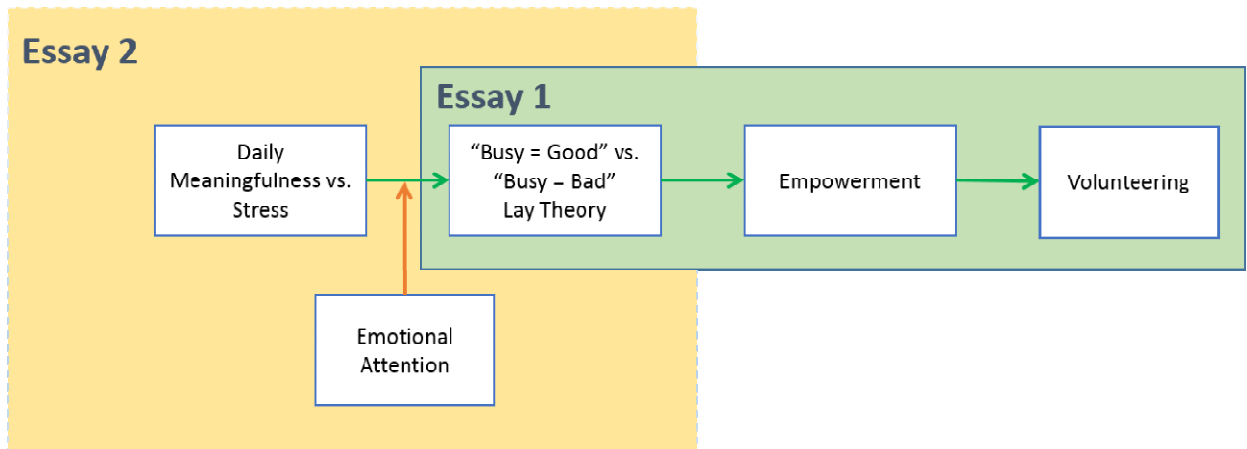 Essay 2
Essay 1
Daily
Meaningfulness vs.
Stress
“Busy = Good” vs.
“Busy = Bad”
Lay Theory
Empowerment
Volunteering
Emotional
Attention